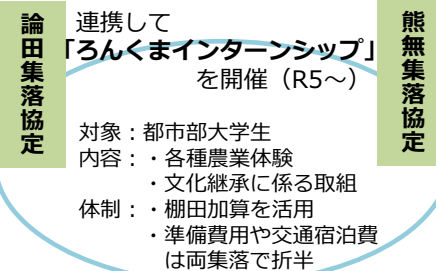 論田集落協定
連携して
「ろんくまインターンシップ」
を開催（R5～）
対象：都市部大学生
内容：・各種農業体験
・文化継承に係る取組
体制：・棚田加算を活用
・準備費用や交通宿泊費
は両集落で折半
熊無集落協定